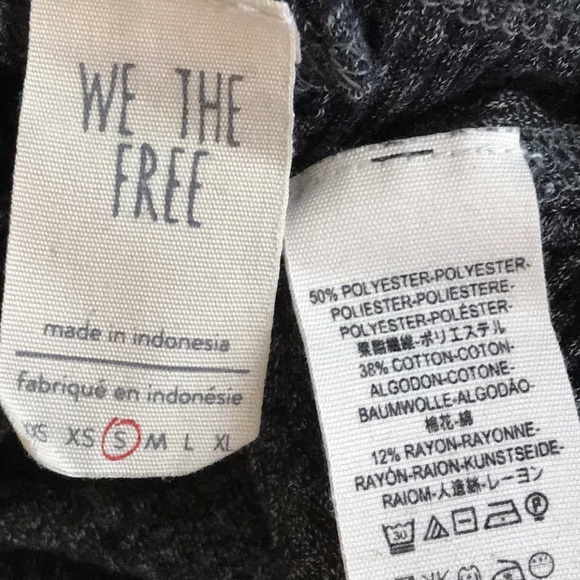 WE THE
FREE
made in indonesia
fabriqué en indonésie
XS S M L XL
50% POLYESTER-POLYESTER-
POLIESTER-POLIESTERE-
POLYESTER-POLÉSTER-
聚酯纖維-ポリエステル
38% COTTON-COTON-
ALGODON-COTONE-
BAUMWOLLE-ALGODÃO-
棉花-綿
12% RAYON-RAYONNE-
RAYÓN-RAION-KUNSTSEIDE-
RAIOM-人造絲-レーヨン
30 P